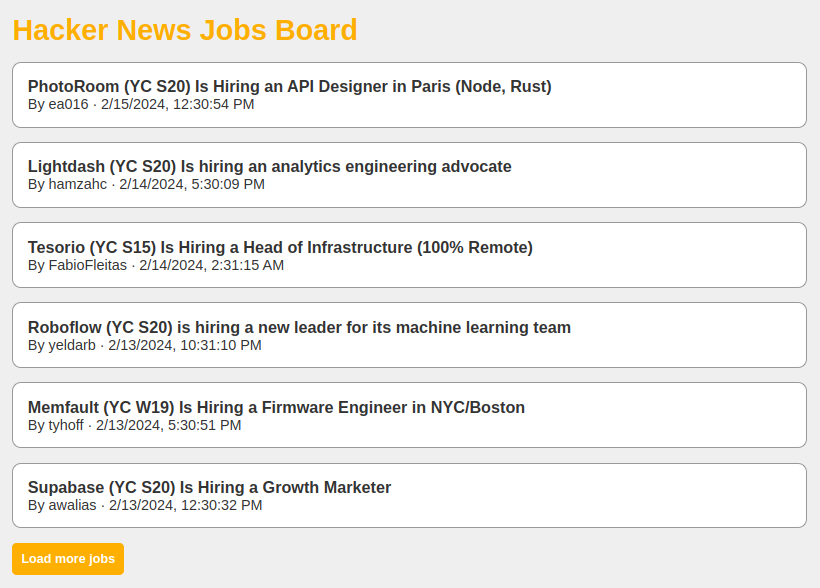 Hacker News Jobs Board
PhotoRoom (YC S20) Is Hiring an API Designer in Paris (Node, Rust)
By ea016 · 2/15/2024, 12:30:54 PM
Lightdash (YC S20) Is hiring an analytics engineering advocate
By hamzahc · 2/14/2024, 5:30:09 PM
Tesorio (YC S15) Is Hiring a Head of Infrastructure (100% Remote)
By FabioFleitas · 2/14/2024, 2:31:15 AM
Roboflow (YC S20) is hiring a new leader for its machine learning team
By yeldarb · 2/13/2024, 10:31:10 PM
Memfault (YC W19) Is Hiring a Firmware Engineer in NYC/Boston
By tyhoff · 2/13/2024, 5:30:51 PM
Supabase (YC S20) Is Hiring a Growth Marketer
By awalias · 2/13/2024, 12:30:32 PM
Load more jobs